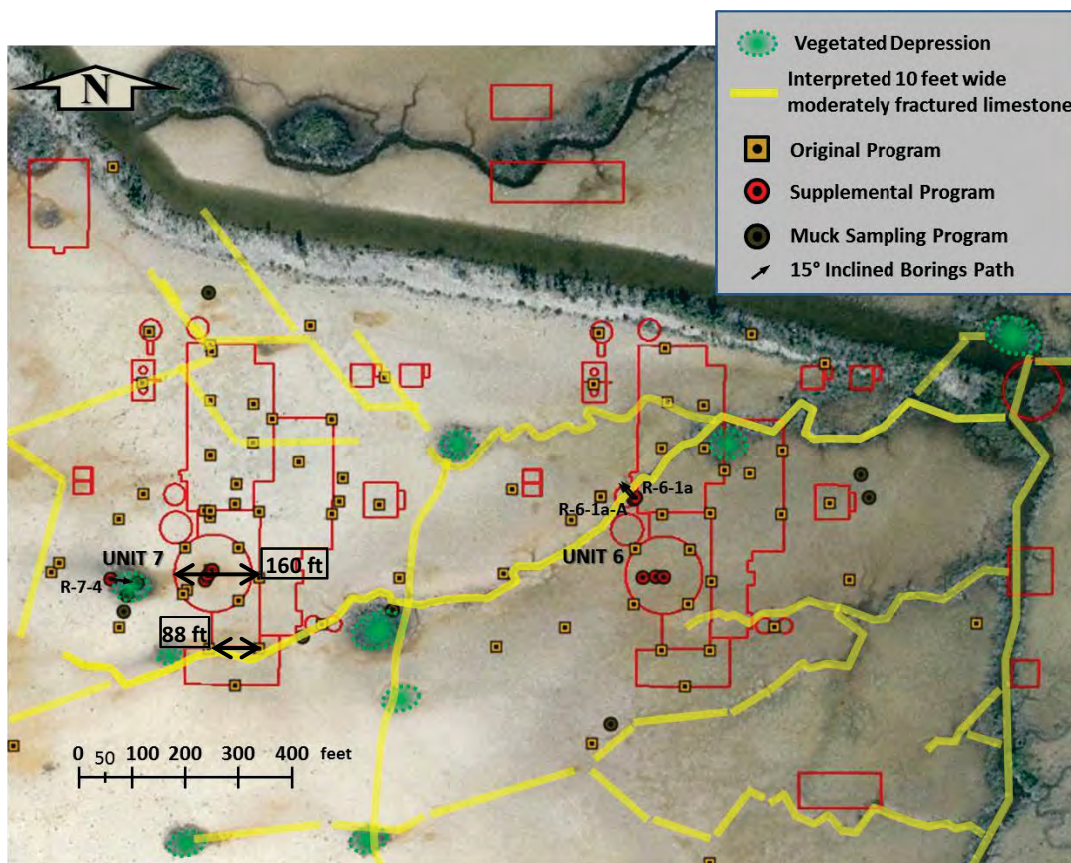 Vegetated Depression
Interpreted 10 feet wide
moderately fractured limestone
Original Program
Supplemental Program
Muck Sampling Program
15° Inclined Borings Path
N
R-6-1a
R-6-1a-A
UNIT 7
160 ft
UNIT 6
R-7-4
88 ft
0 50 100 200 300 400 feet